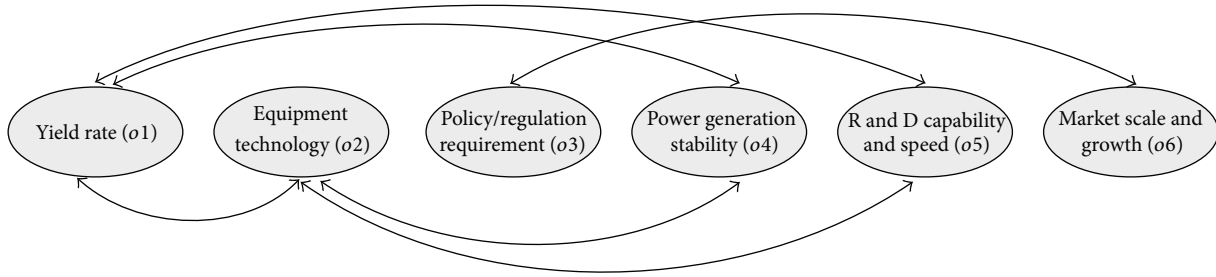 Yield rate (o1)
Equipment
technology (o2)
Policy/regulation
requirement (o3)
Power generation
stability (o4)
R and D capability
and speed (o5)
Market scale and
growth (o6)